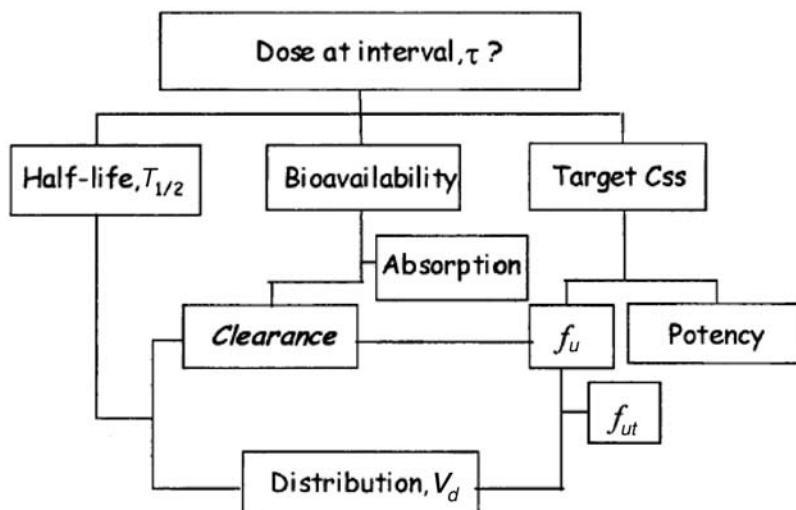 Dose at interval, τ ?
Half-life, T1/2
Bioavailability
Target Css
Absorption
Clearance
fu
Potency
fut
Distribution, Vd